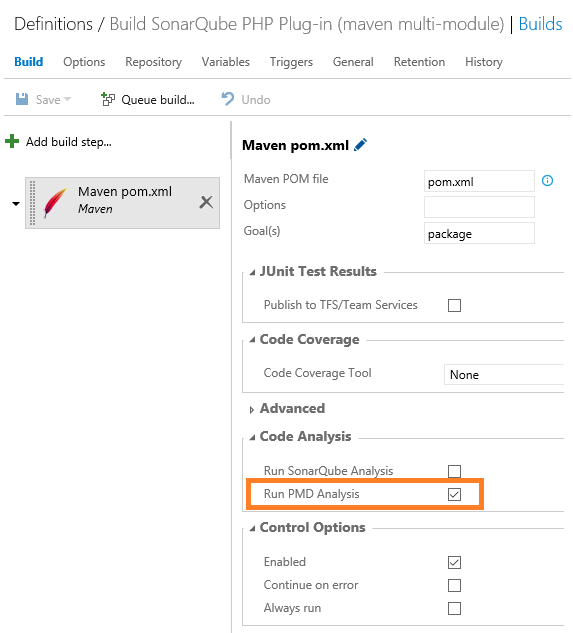 Definitions / Build SonarQube PHP Plug-in (maven multi-module) | Builds
Build Options Repository Variables Triggers General Retention History
Save Queue build... Undo
Add build step...
Maven pom.xml
Maven
Maven pom.xml
Maven POM file pom.xml
Options
Goal(s) package
JUnit Test Results
Publish to TFS/Team Services
Code Coverage
Code Coverage Tool None
Advanced
Code Analysis
Run SonarQube Analysis
Run PMD Analysis
Control Options
Enabled
Continue on error
Always run